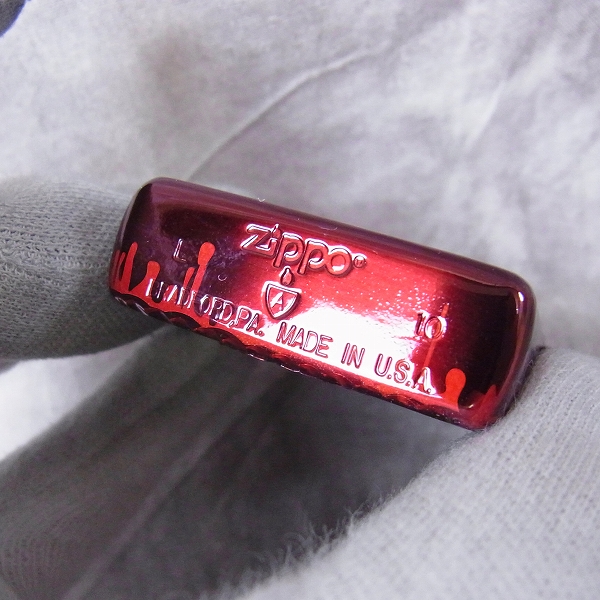 L zippo® 10
A
BRADFORD,PA. MADE IN U.S.A.